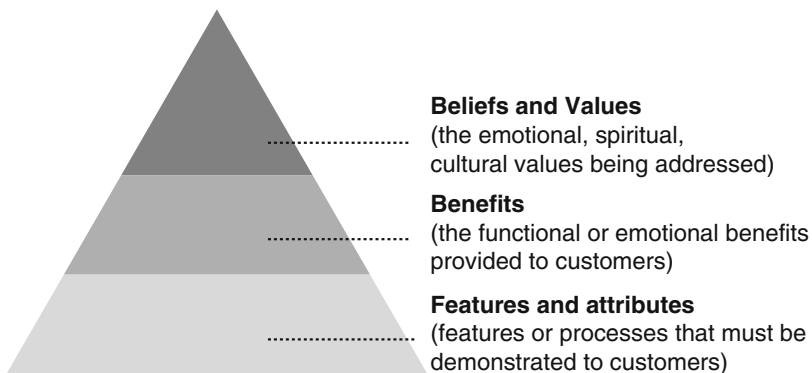 Beliefs and Values
(the emotional, spiritual,
cultural values being addressed)
Benefits
(the functional or emotional benefits
provided to customers)
Features and attributes
(features or processes that must be
demonstrated to customers)